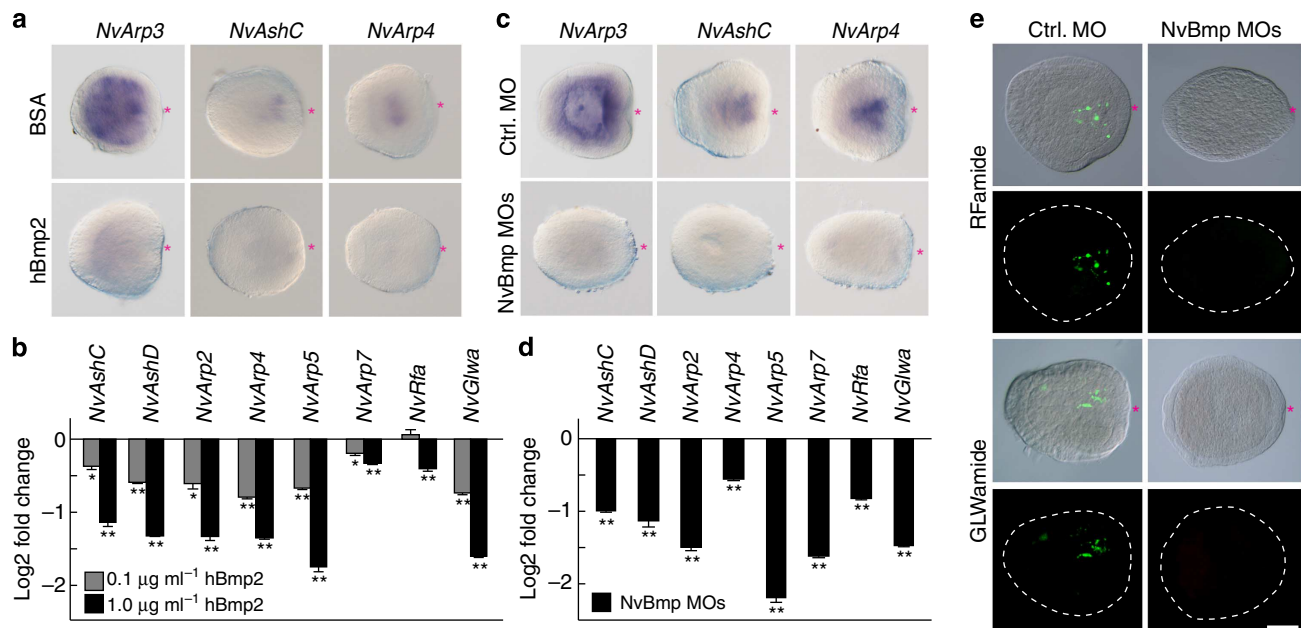 a
NvArp3 NvAshC NvArp4
BSA
* * *
hBmp2
* * *
b
NvAshC NvAshD NvArp2 NvArp4 NvArp5 NvArp7 NvRfa NvGlwa
Log2 fold change
0
−1
−2
* ** * ** ** * **
** ** ** ** ** ** ** **
0.1 µg ml⁻¹ hBmp2
1.0 µg ml⁻¹ hBmp2
c
NvArp3 NvAshC NvArp4
Ctrl. MO
* * *
NvBmp MOs
* * *
d
NvAshC NvAshD NvArp2 NvArp4 NvArp5 NvArp7 NvRfa NvGlwa
Log2 fold change
0
−1
−2
** ** ** ** ** ** ** **
NvBmp MOs
e
Ctrl. MO NvBmp MOs
RFamide
* *
GLWamide
* *